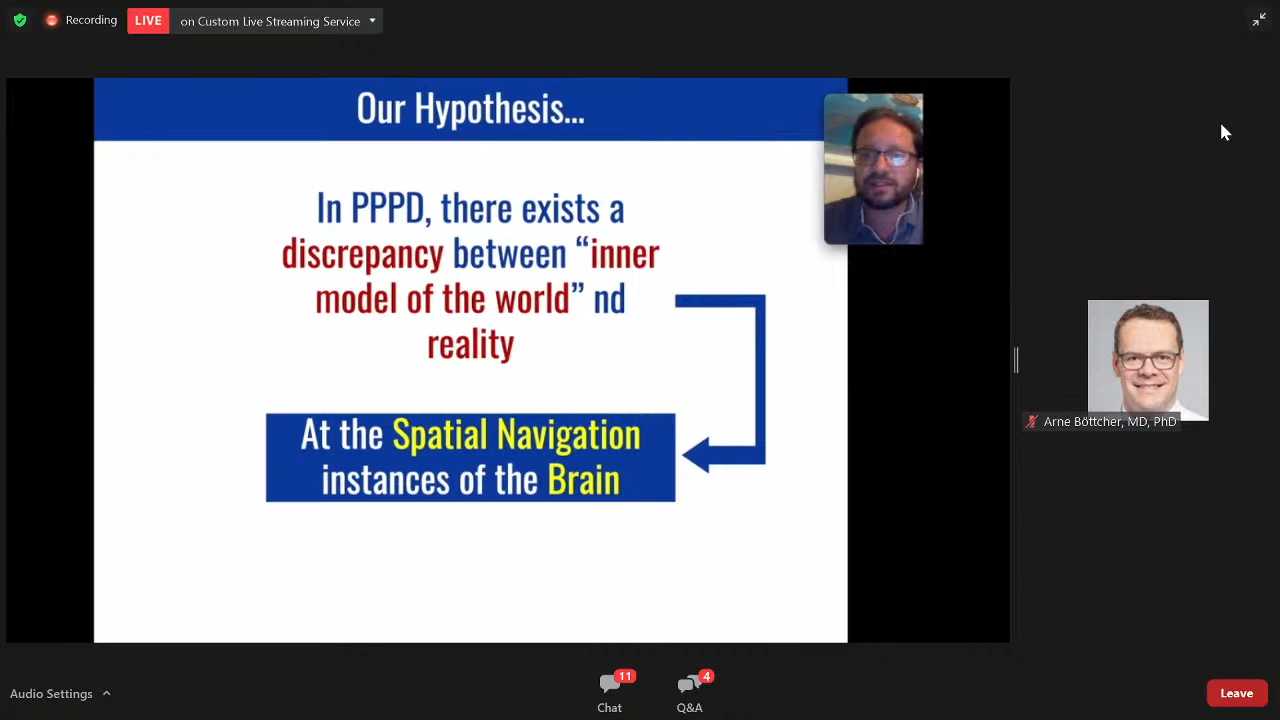 Recording
LIVE
on Custom Live Streaming Service
Our Hypothesis...
In PPPD, there exists a
discrepancy between “inner
model of the world” nd
reality
At the Spatial Navigation
instances of the Brain
Arne Böttcher, MD, PhD
Audio Settings
11
Chat
4
Q&A
Leave